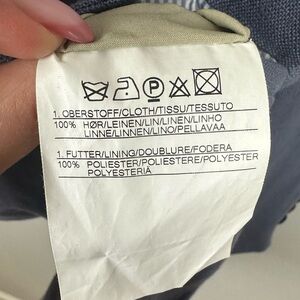 P
1. OBERSTOFF/CLOTH/TISSU/TESSUTO
100% HØR/LEINEN/LIN/LINEN/LINHO
LINNE/LINNEN/LINO/PELLAVAA
1. FUTTER/LINING/DOUBLURE/FODERA
100% POLIESTER/POLIESTERE/POLYESTER
POLYESTERIA